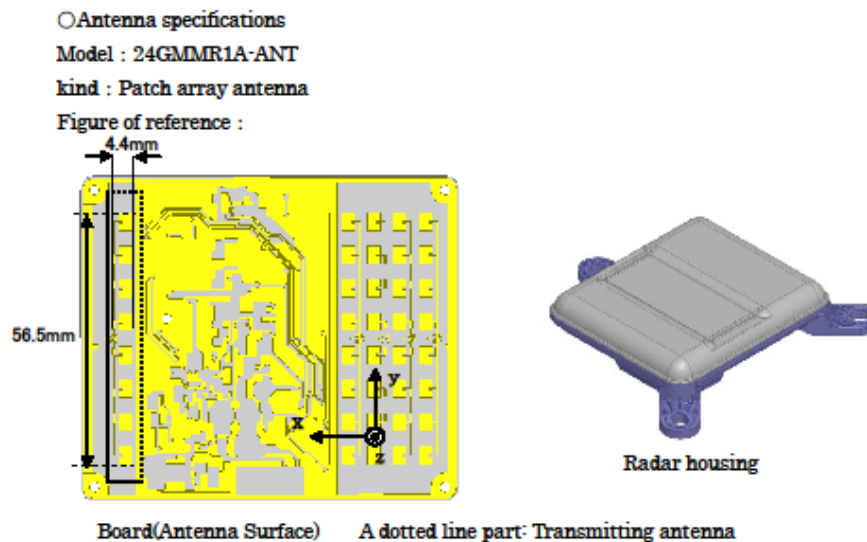 ○Antenna specifications
Model : 24GMMR1A-ANT
kind : Patch array antenna
Figure of reference :
4.4mm
56.5mm
y
x
z
Radar housing
Board(Antenna Surface) A dotted line part: Transmitting antenna